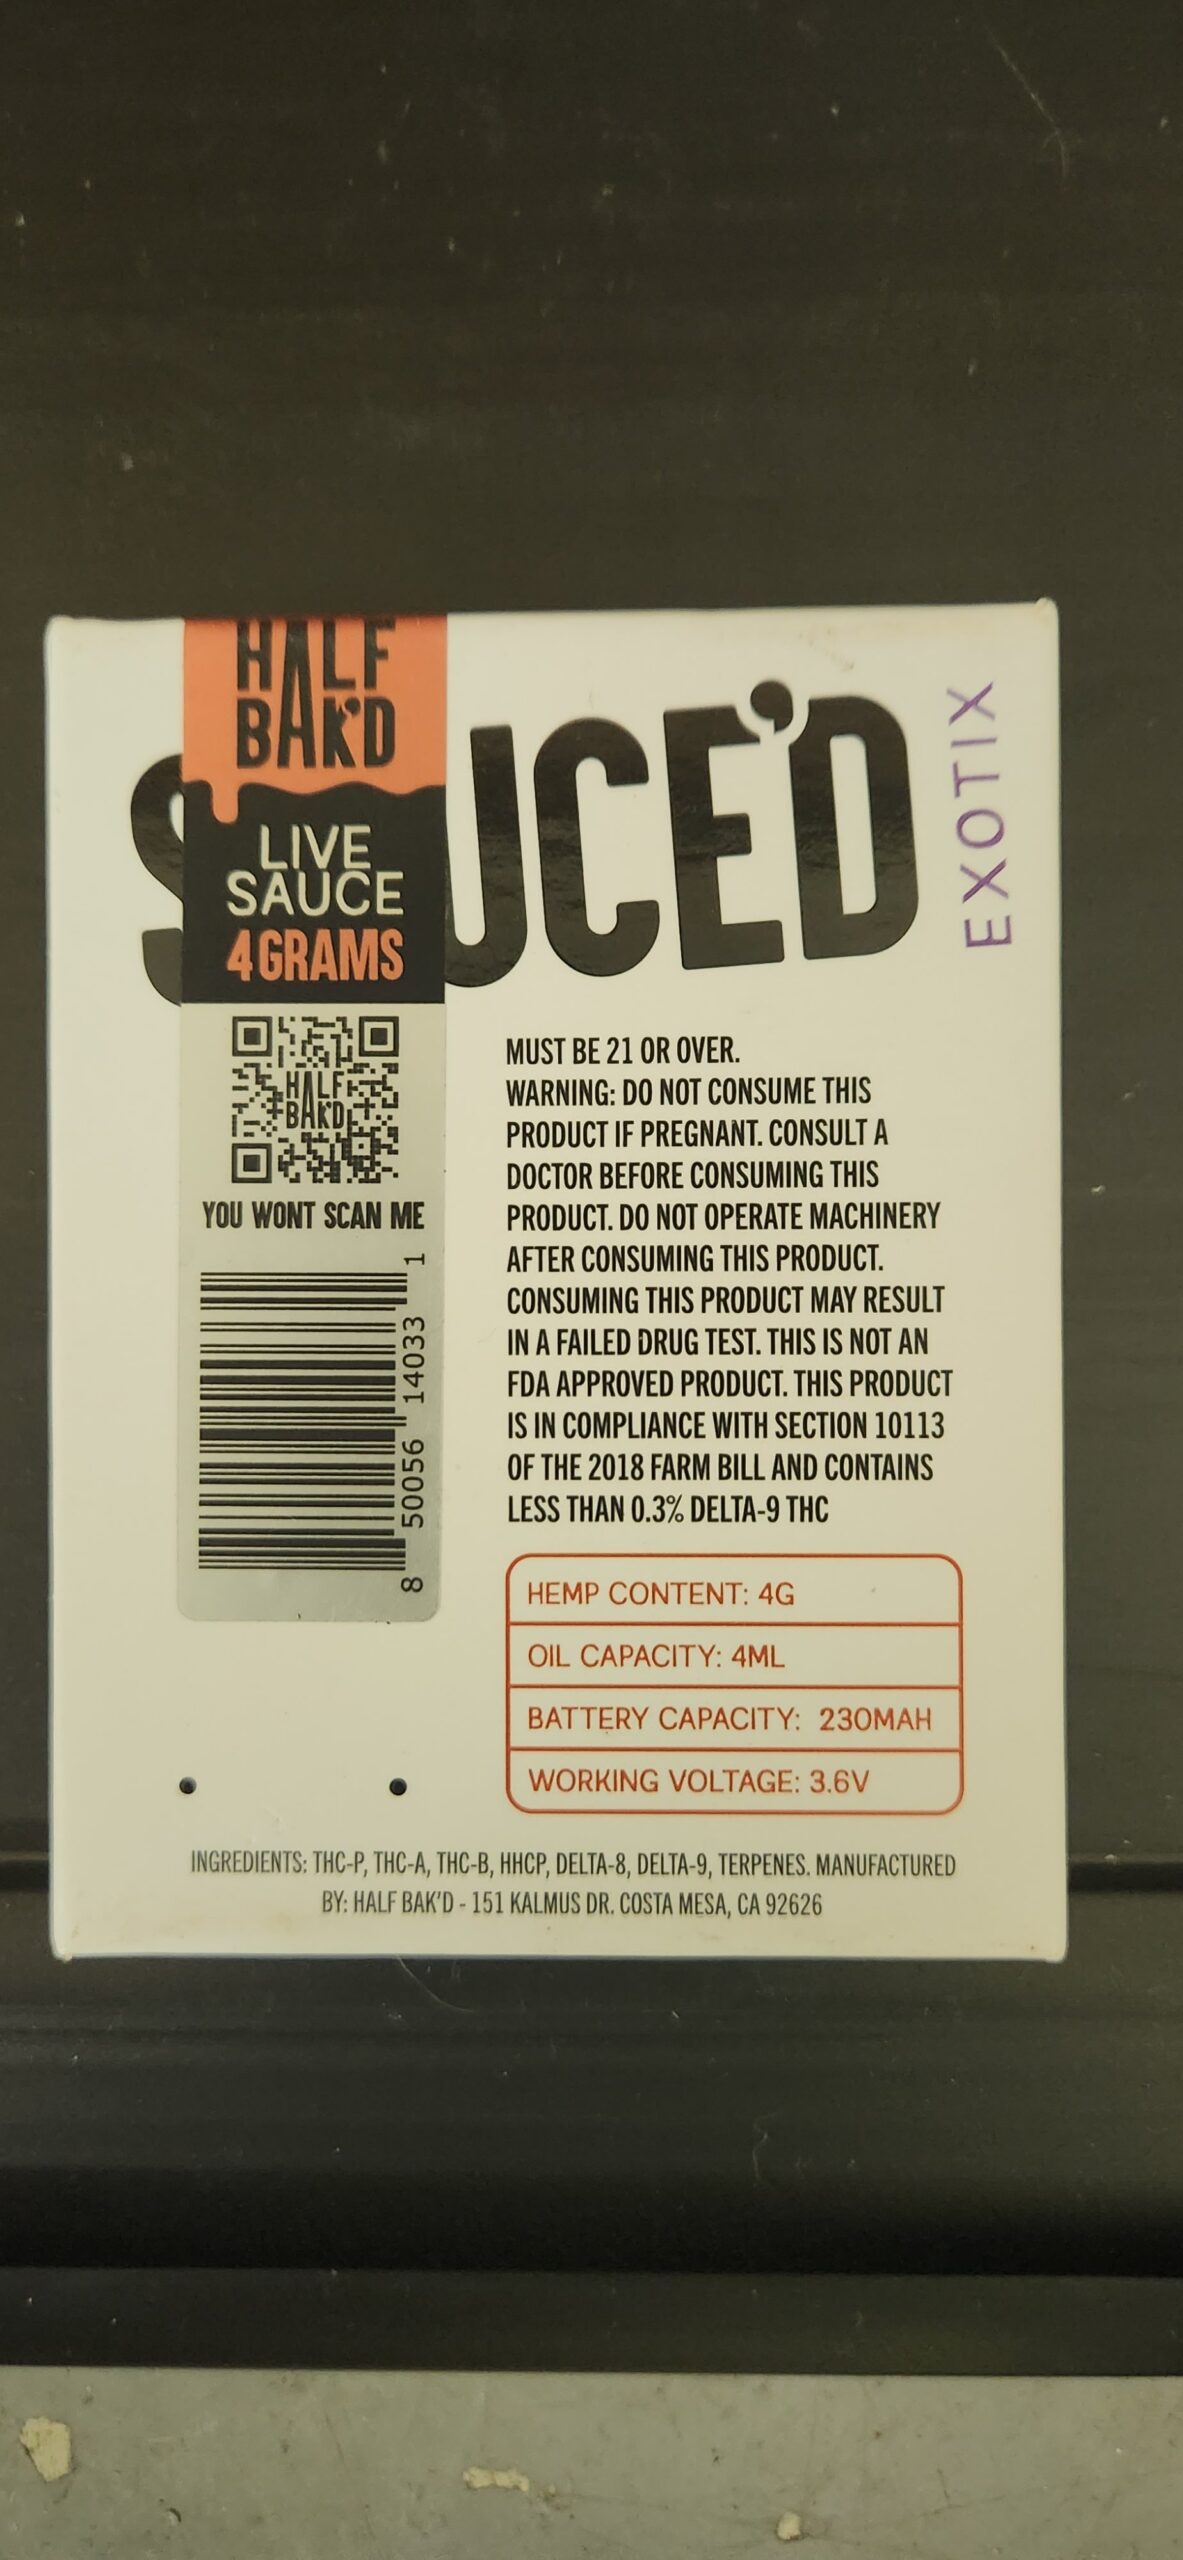 HALF
BAK'D
LIVE
SAUCE
4 GRAMS
HALF
BAK'D
YOU WONT SCAN ME
8 50056 14033 1
SAUCE'D
EXOTIX
MUST BE 21 OR OVER.
WARNING: DO NOT CONSUME THIS
PRODUCT IF PREGNANT. CONSULT A
DOCTOR BEFORE CONSUMING THIS
PRODUCT. DO NOT OPERATE MACHINERY
AFTER CONSUMING THIS PRODUCT.
CONSUMING THIS PRODUCT MAY RESULT
IN A FAILED DRUG TEST. THIS IS NOT AN
FDA APPROVED PRODUCT. THIS PRODUCT
IS IN COMPLIANCE WITH SECTION 10113
OF THE 2018 FARM BILL AND CONTAINS
LESS THAN 0.3% DELTA-9 THC
HEMP CONTENT: 4G
OIL CAPACITY: 4ML
BATTERY CAPACITY: 230MAH
WORKING VOLTAGE: 3.6V
INGREDIENTS: THC-P, THC-A, THC-B, HHCP, DELTA-8, DELTA-9, TERPENES. MANUFACTURED
BY: HALF BAK'D - 151 KALMUS DR. COSTA MESA, CA 92626